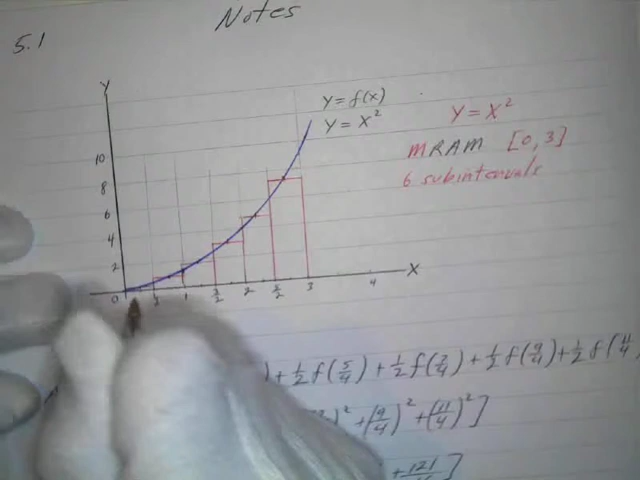 Notes
5.1
Y
y = f(x)
y = x²
y = x²
MRAM [0, 3]
6 subintervals
10
8
6
4
2
0 1 3/2 2 5/2 3 4 X
+ 1/2 f(5/4) + 1/2 f(7/4) + 1/2 f(9/4) + 1/2 f(11/4
)² + (9/4)² + (11/4)² ]
+ 121 ]